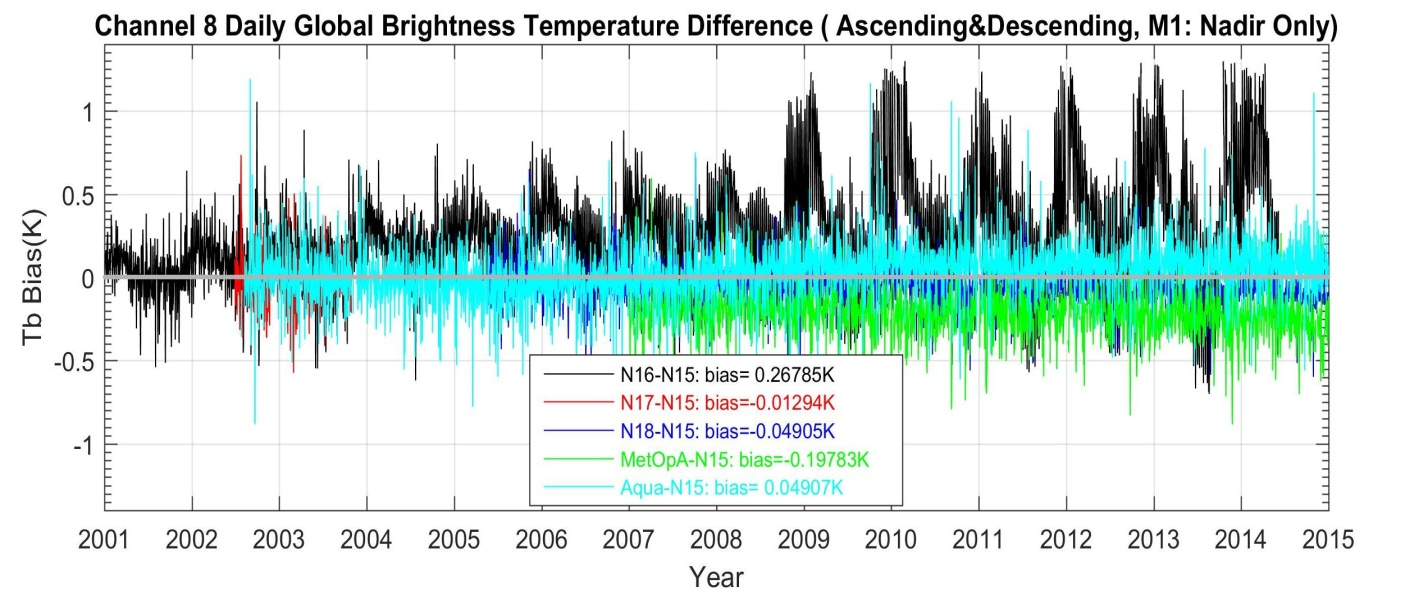 Channel 8 Daily Global Brightness Temperature Difference ( Ascending&Descending, M1: Nadir Only)
Tb Bias(K)
1
0.5
0
-0.5
-1
N16-N15: bias= 0.26785K
N17-N15: bias=-0.01294K
N18-N15: bias=-0.04905K
MetOpA-N15: bias=-0.19783K
Aqua-N15: bias= 0.04907K
2001 2002 2003 2004 2005 2006 2007 2008 2009 2010 2011 2012 2013 2014 2015
Year